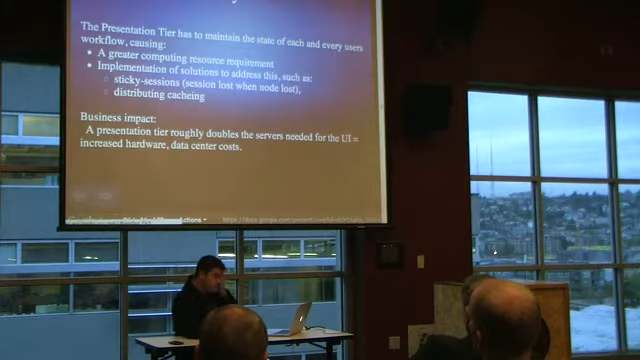 The Presentation Tier has to maintain the state of each and every users
workflow, causing:
• A greater computing resource requirement
• Implementation of solutions to address this, such as:
○ sticky-sessions (session lost when node lost),
○ distributing cacheing
Business impact:
A presentation tier roughly doubles the servers needed for the UI =
increased hardware, data center costs.